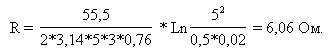 R = 55,5 / 2*3,14*5*3*0,76 * Ln 5² / 0,5*0,02 = 6,06 Ом.